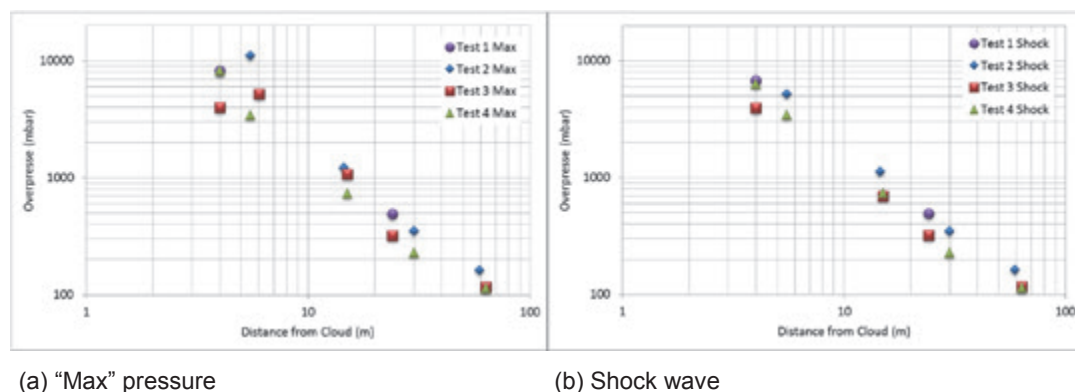 10000
1000
100
Overpresse (mbar)
1
10
100
Distance from Cloud (m)
Test 1 Max
Test 2 Max
Test 3 Max
Test 4 Max
10000
1000
100
Overpresse (mbar)
1
10
100
Distance from Cloud (m)
Test 1 Shock
Test 2 Shock
Test 3 Shock
Test 4 Shock
(a) “Max” pressure
(b) Shock wave